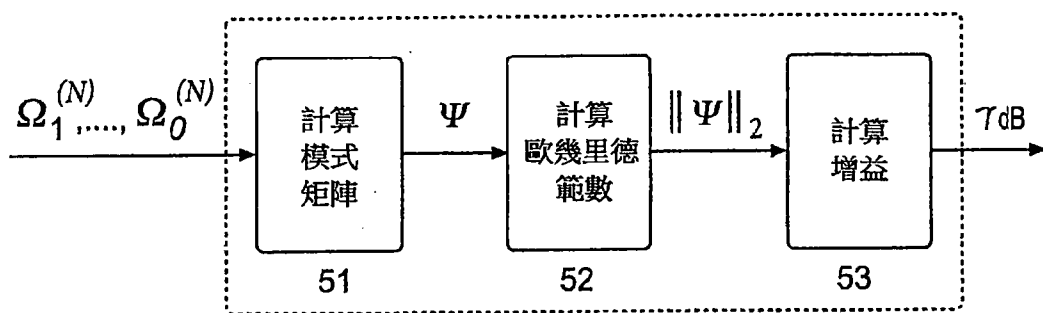 Ω₁⁽ᴺ⁾,...., Ω₀⁽ᴺ⁾
計算
模式
矩陣
51
Ψ
計算
歐幾里德
範數
52
‖Ψ‖₂
計算
增益
53
γdB